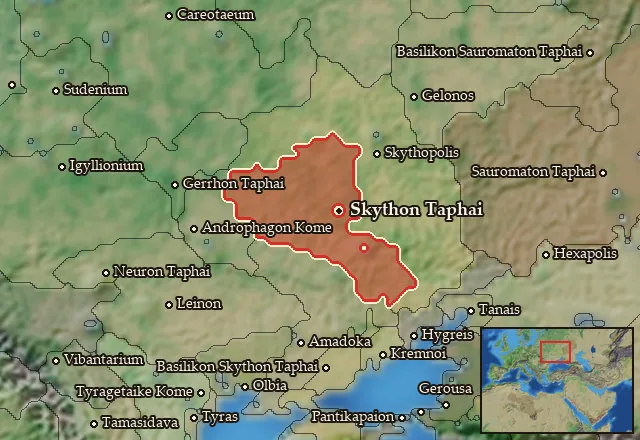 Careotaeum
Basilikon Sauromaton Taphai
Sudenium
Gelonos
Skythopolis
Igyllionium
Sauromaton Taphai
Gerrhon Taphai
Skython Taphai
Androphagon Kome
Hexapolis
Neuron Taphai
Leinon
Tanais
Hygreis
Amadoka
Kremnoi
Vibantarium
Basilikon Skython Taphai
Olbia
Gerousa
Tyragetaike Kome
Tyras
Pantikapaion
Tamasidava